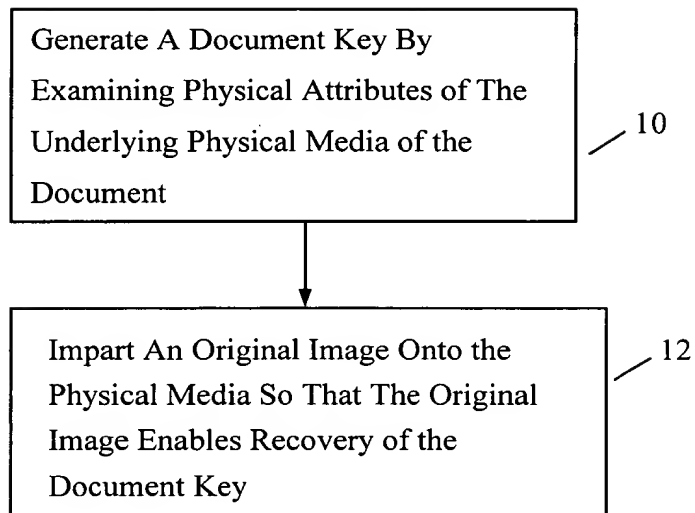 Generate A Document Key By
Examining Physical Attributes of The
Underlying Physical Media of the
Document
10
Impart An Original Image Onto the
Physical Media So That The Original
Image Enables Recovery of the
Document Key
12